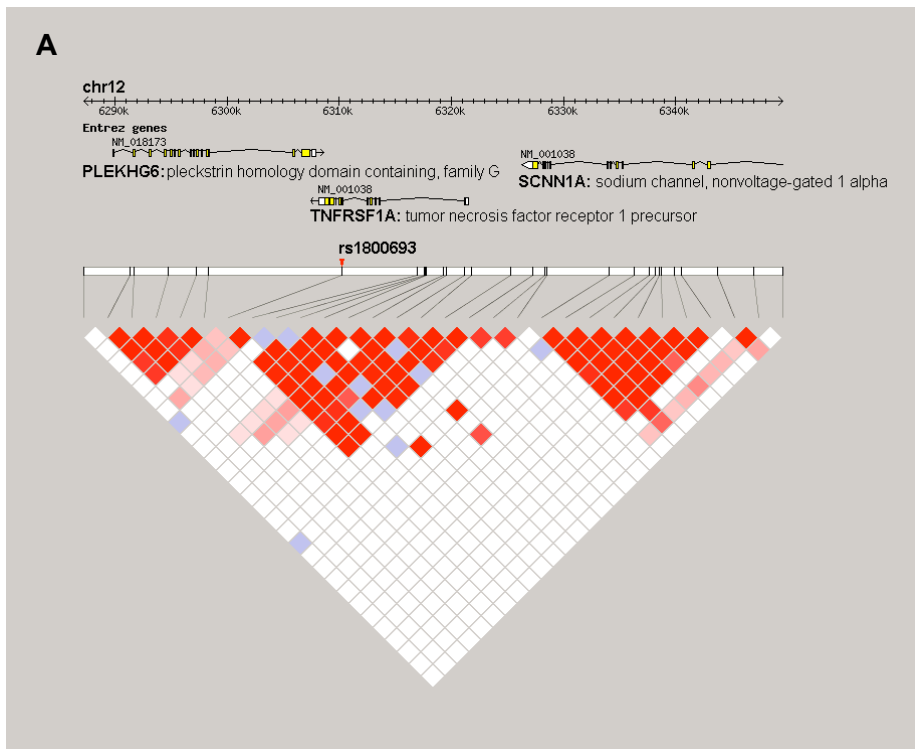 A
chr12
6290k 6300k 6310k 6320k 6330k 6340k
Entrez genes
NM_018173
PLEKHG6: pleckstrin homology domain containing, family G
NM_001038
SCNN1A: sodium channel, nonvoltage-gated 1 alpha
NM_001038
TNFRSF1A: tumor necrosis factor receptor 1 precursor
rs1800693